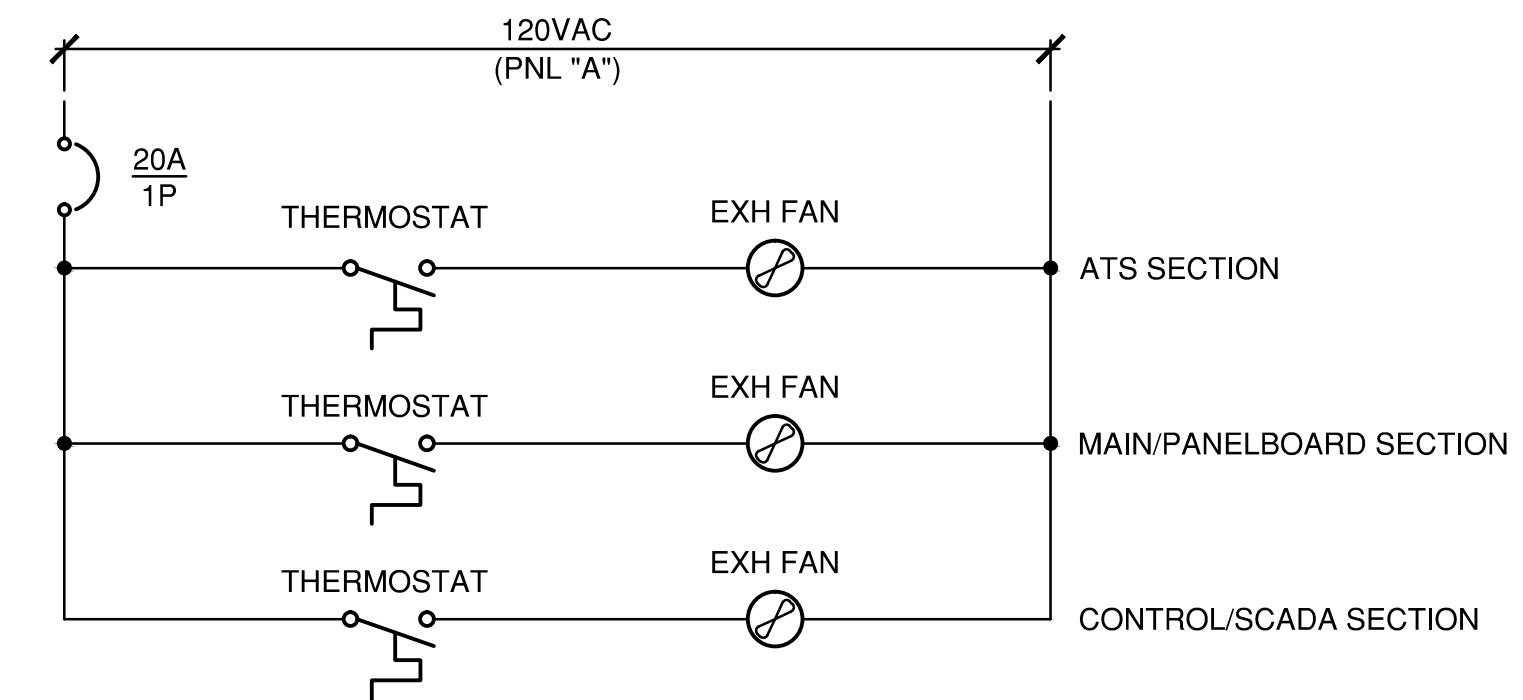 120VAC
(PNL "A")
20A
1P
THERMOSTAT
EXH FAN
ATS SECTION
THERMOSTAT
EXH FAN
MAIN/PANELBOARD SECTION
THERMOSTAT
EXH FAN
CONTROL/SCADA SECTION